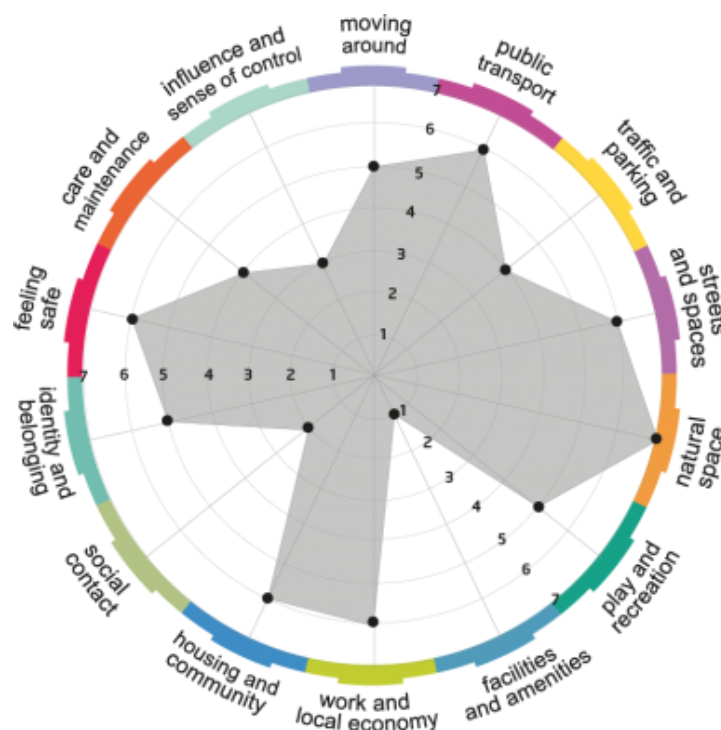 moving
around
public
transport
traffic and
parking
streets
and spaces
natural
space
play and
recreation
facilities
and amenities
work and
local economy
housing and
community
social
contact
identity and
belonging
feeling
safe
care and
maintenance
influence and
sense of control
7
6
5
4
3
2
1
7 6 5 4 3 2 1
1
2
3
4
5
6
7